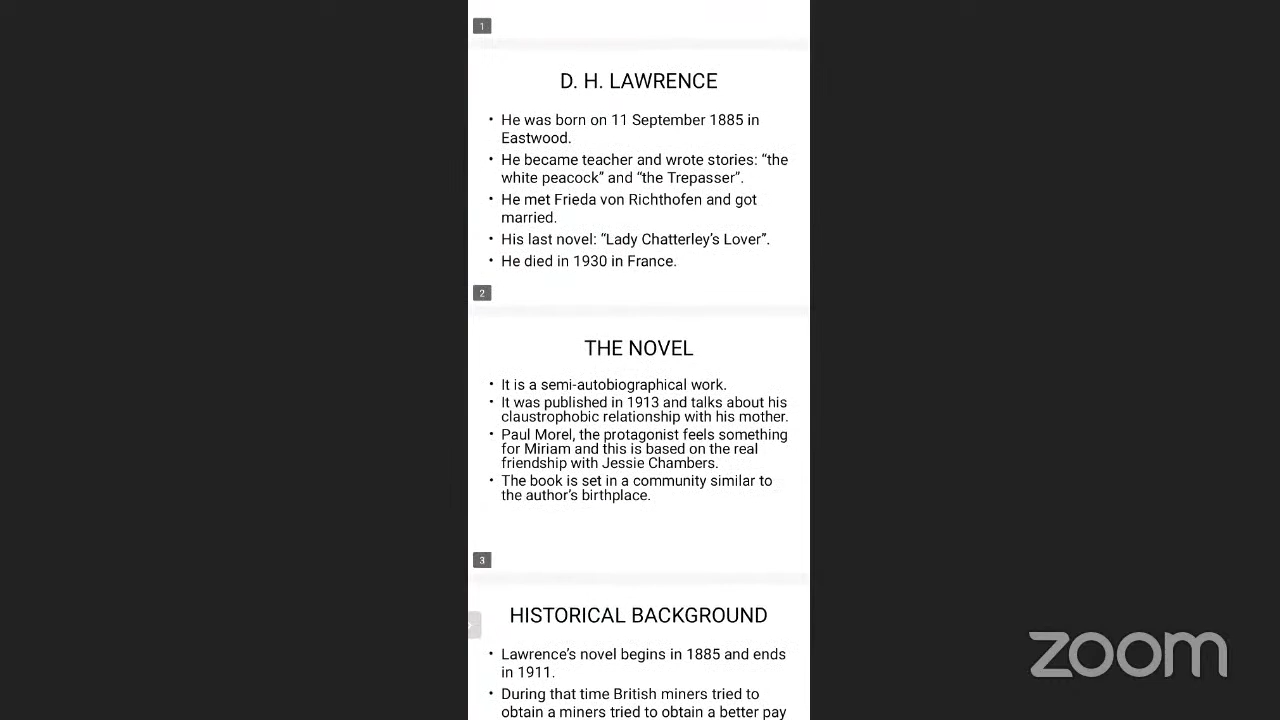 1
D. H. LAWRENCE
• He was born on 11 September 1885 in
Eastwood.
• He became teacher and wrote stories: “the
white peacock” and “the Trepasser”.
• He met Frieda von Richthofen and got
married.
• His last novel: “Lady Chatterley’s Lover”.
• He died in 1930 in France.
2
THE NOVEL
• It is a semi-autobiographical work.
• It was published in 1913 and talks about his
claustrophobic relationship with his mother.
• Paul Morel, the protagonist feels something
for Miriam and this is based on the real
friendship with Jessie Chambers.
• The book is set in a community similar to
the author’s birthplace.
3
HISTORICAL BACKGROUND
• Lawrence’s novel begins in 1885 and ends
in 1911.
• During that time British miners tried to
obtain a miners tried to obtain a better pay
zoom